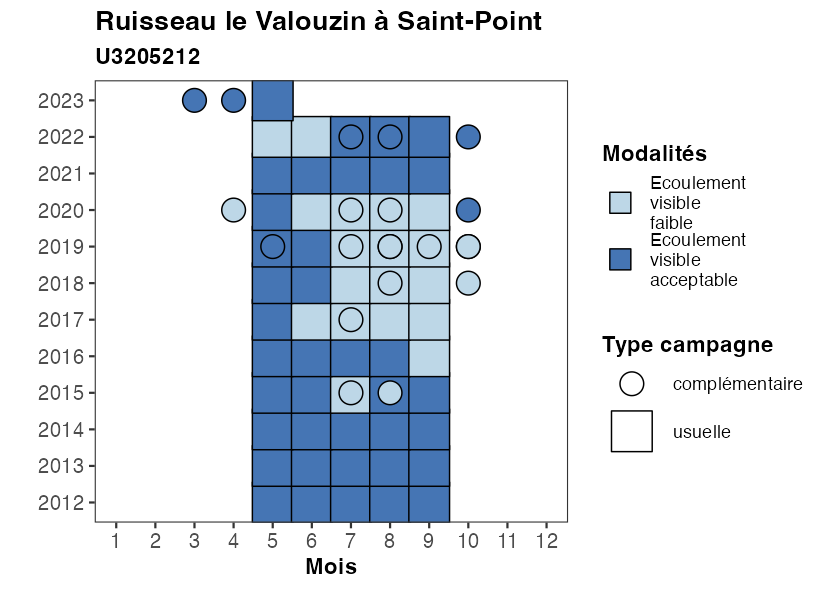 Ruisseau le Valouzin à Saint-Point
U3205212
2023
2022
2021
2020
2019
2018
2017
2016
2015
2014
2013
2012
1 2 3 4 5 6 7 8 9 10 11 12
Mois
Modalités
Ecoulement
visible
faible
Ecoulement
visible
acceptable
Type campagne
complémentaire
usuelle